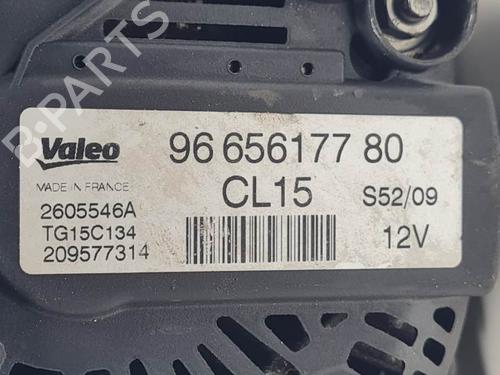 B-PARTS
Valeo
96 656177 80
MADE IN FRANCE
CL15
S52/09
2605546A
TG15C134
12V
209577314